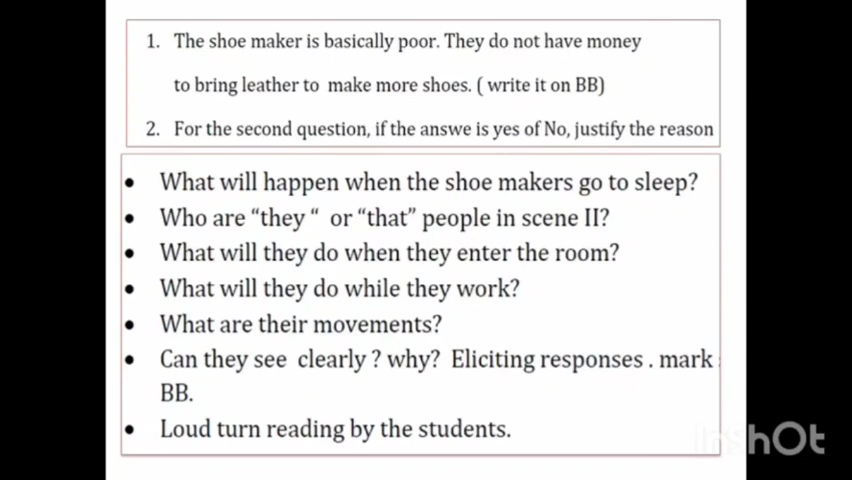 1. The shoe maker is basically poor. They do not have money
to bring leather to make more shoes. ( write it on BB)
2. For the second question, if the answe is yes of No, justify the reason
• What will happen when the shoe makers go to sleep?
• Who are “they “ or “that” people in scene II?
• What will they do when they enter the room?
• What will they do while they work?
• What are their movements?
• Can they see clearly ? why? Eliciting responses . mark
BB.
• Loud turn reading by the students.
InShOt